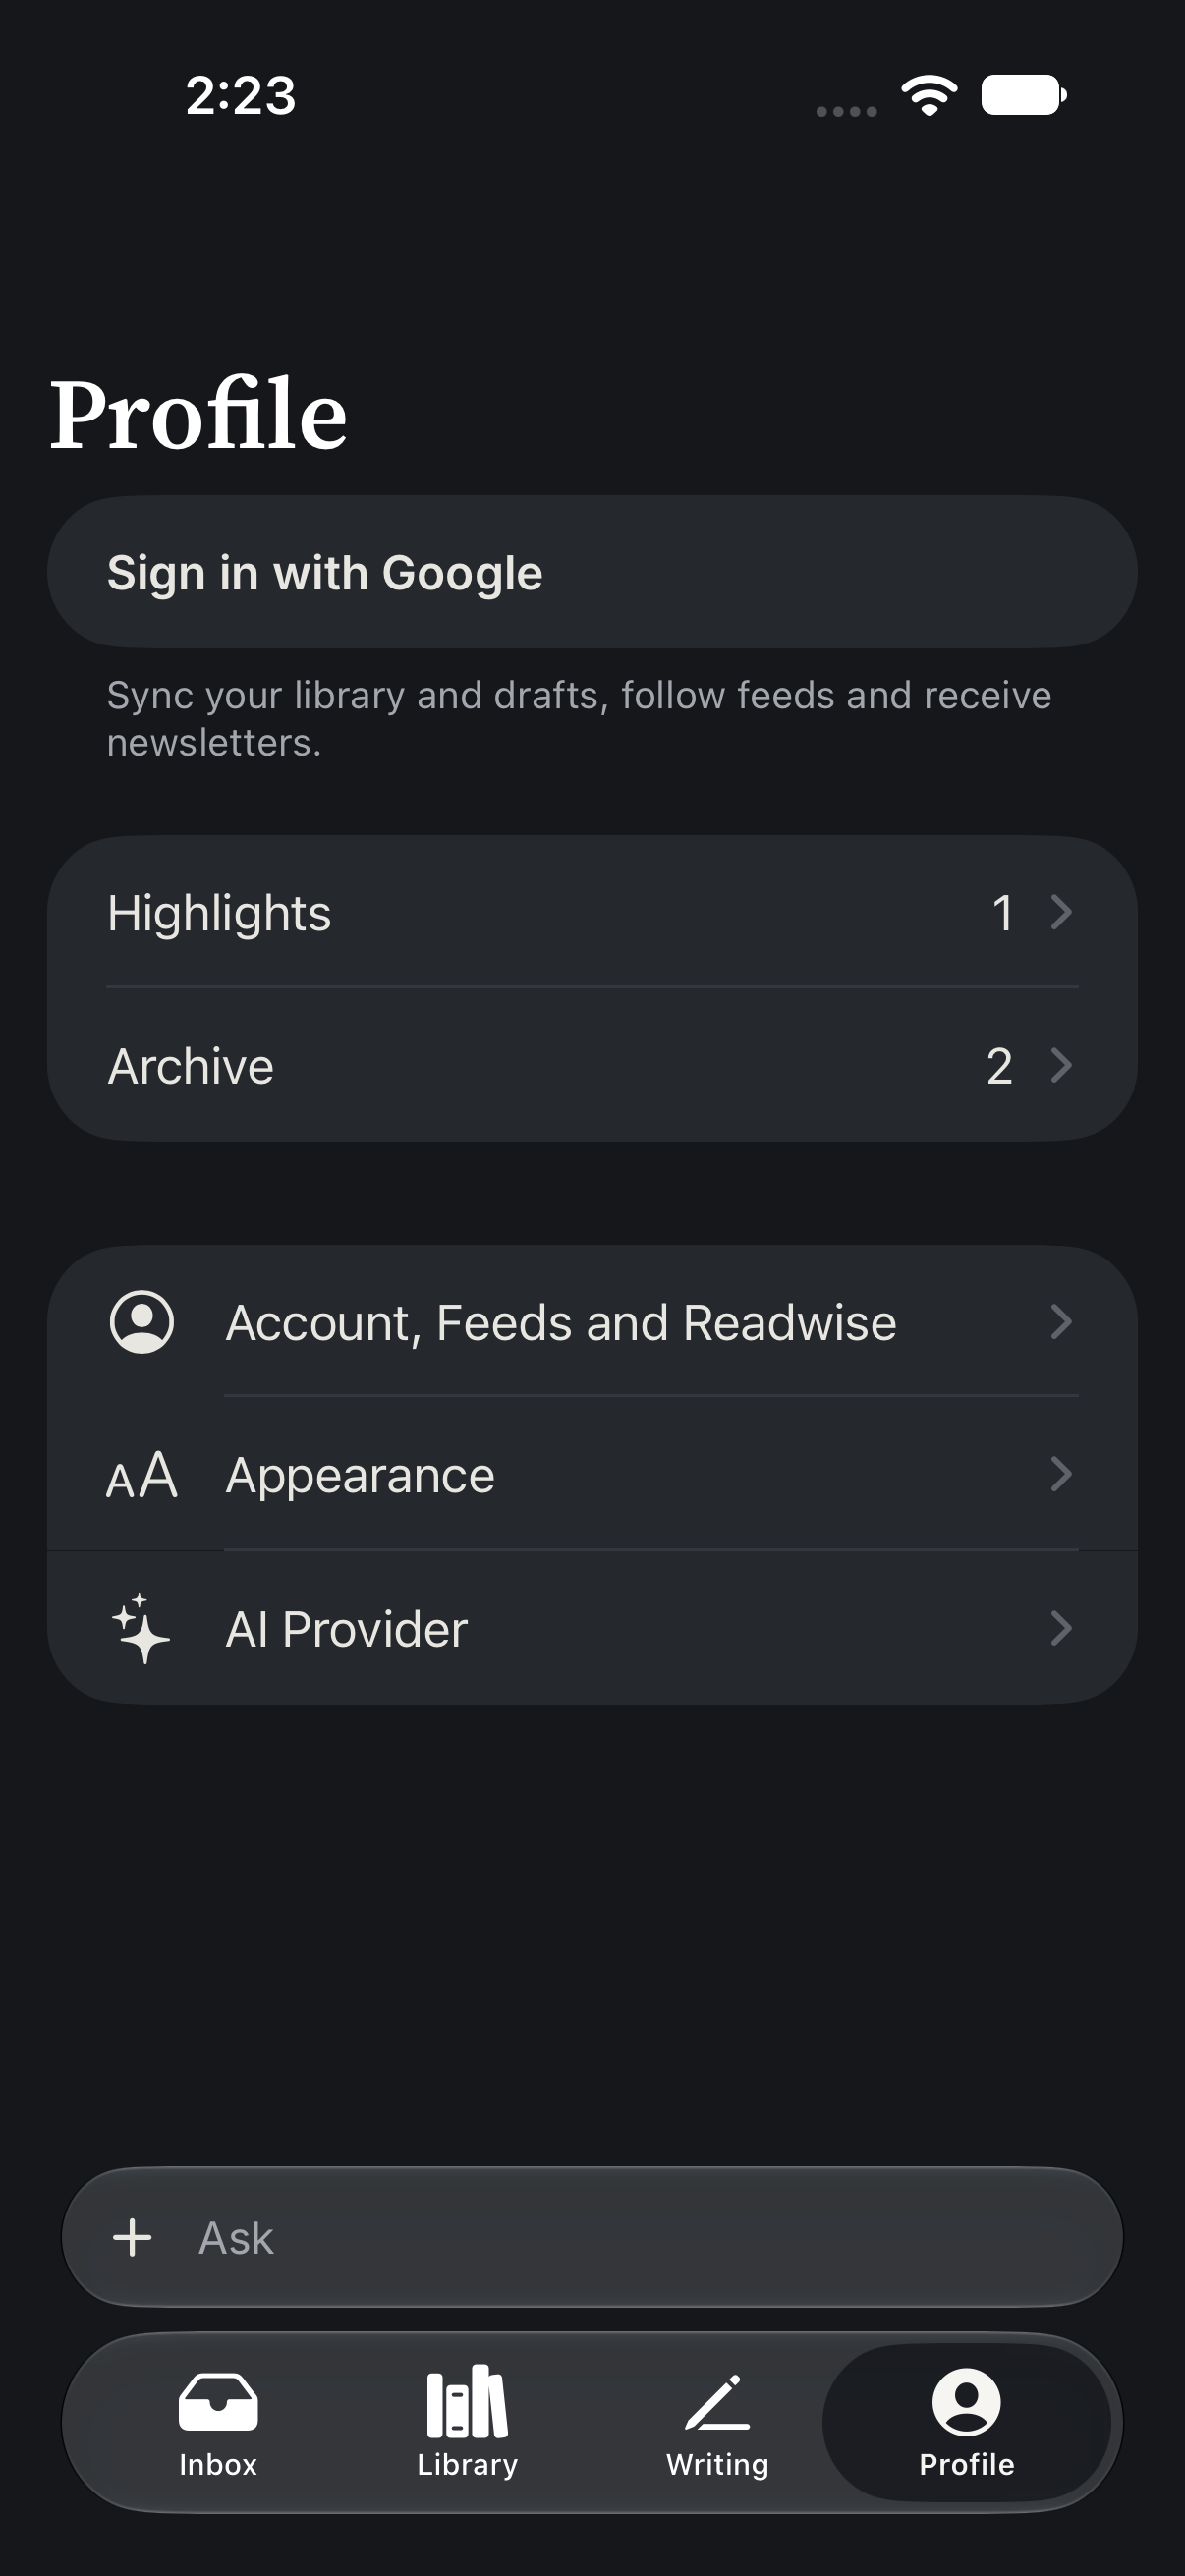 2:23
Profile
Sign in with Google
Sync your library and drafts, follow feeds and receive
newsletters.
Highlights 1
Archive 2
Account, Feeds and Readwise
AA Appearance
AI Provider
Ask
Inbox Library Writing Profile